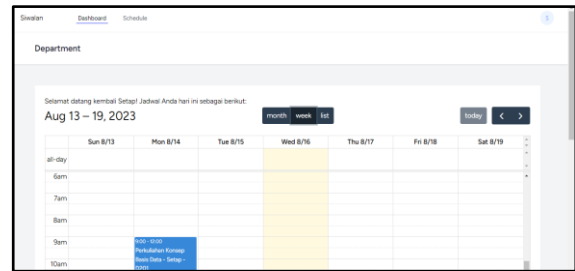 Siwalan Dashboard Schedule S
Department
Selamat datang kembali Setap! Jadwal Anda hari ini sebagai berikut:
Aug 13 – 19, 2023 month week list today < >
Sun 8/13 Mon 8/14 Tue 8/15 Wed 8/16 Thu 8/17 Fri 8/18 Sat 8/19
all-day
6am
7am
8am
9am 9:00 - 12:00
Perkuliahan Konsep
Basis Data - Setap -
10am